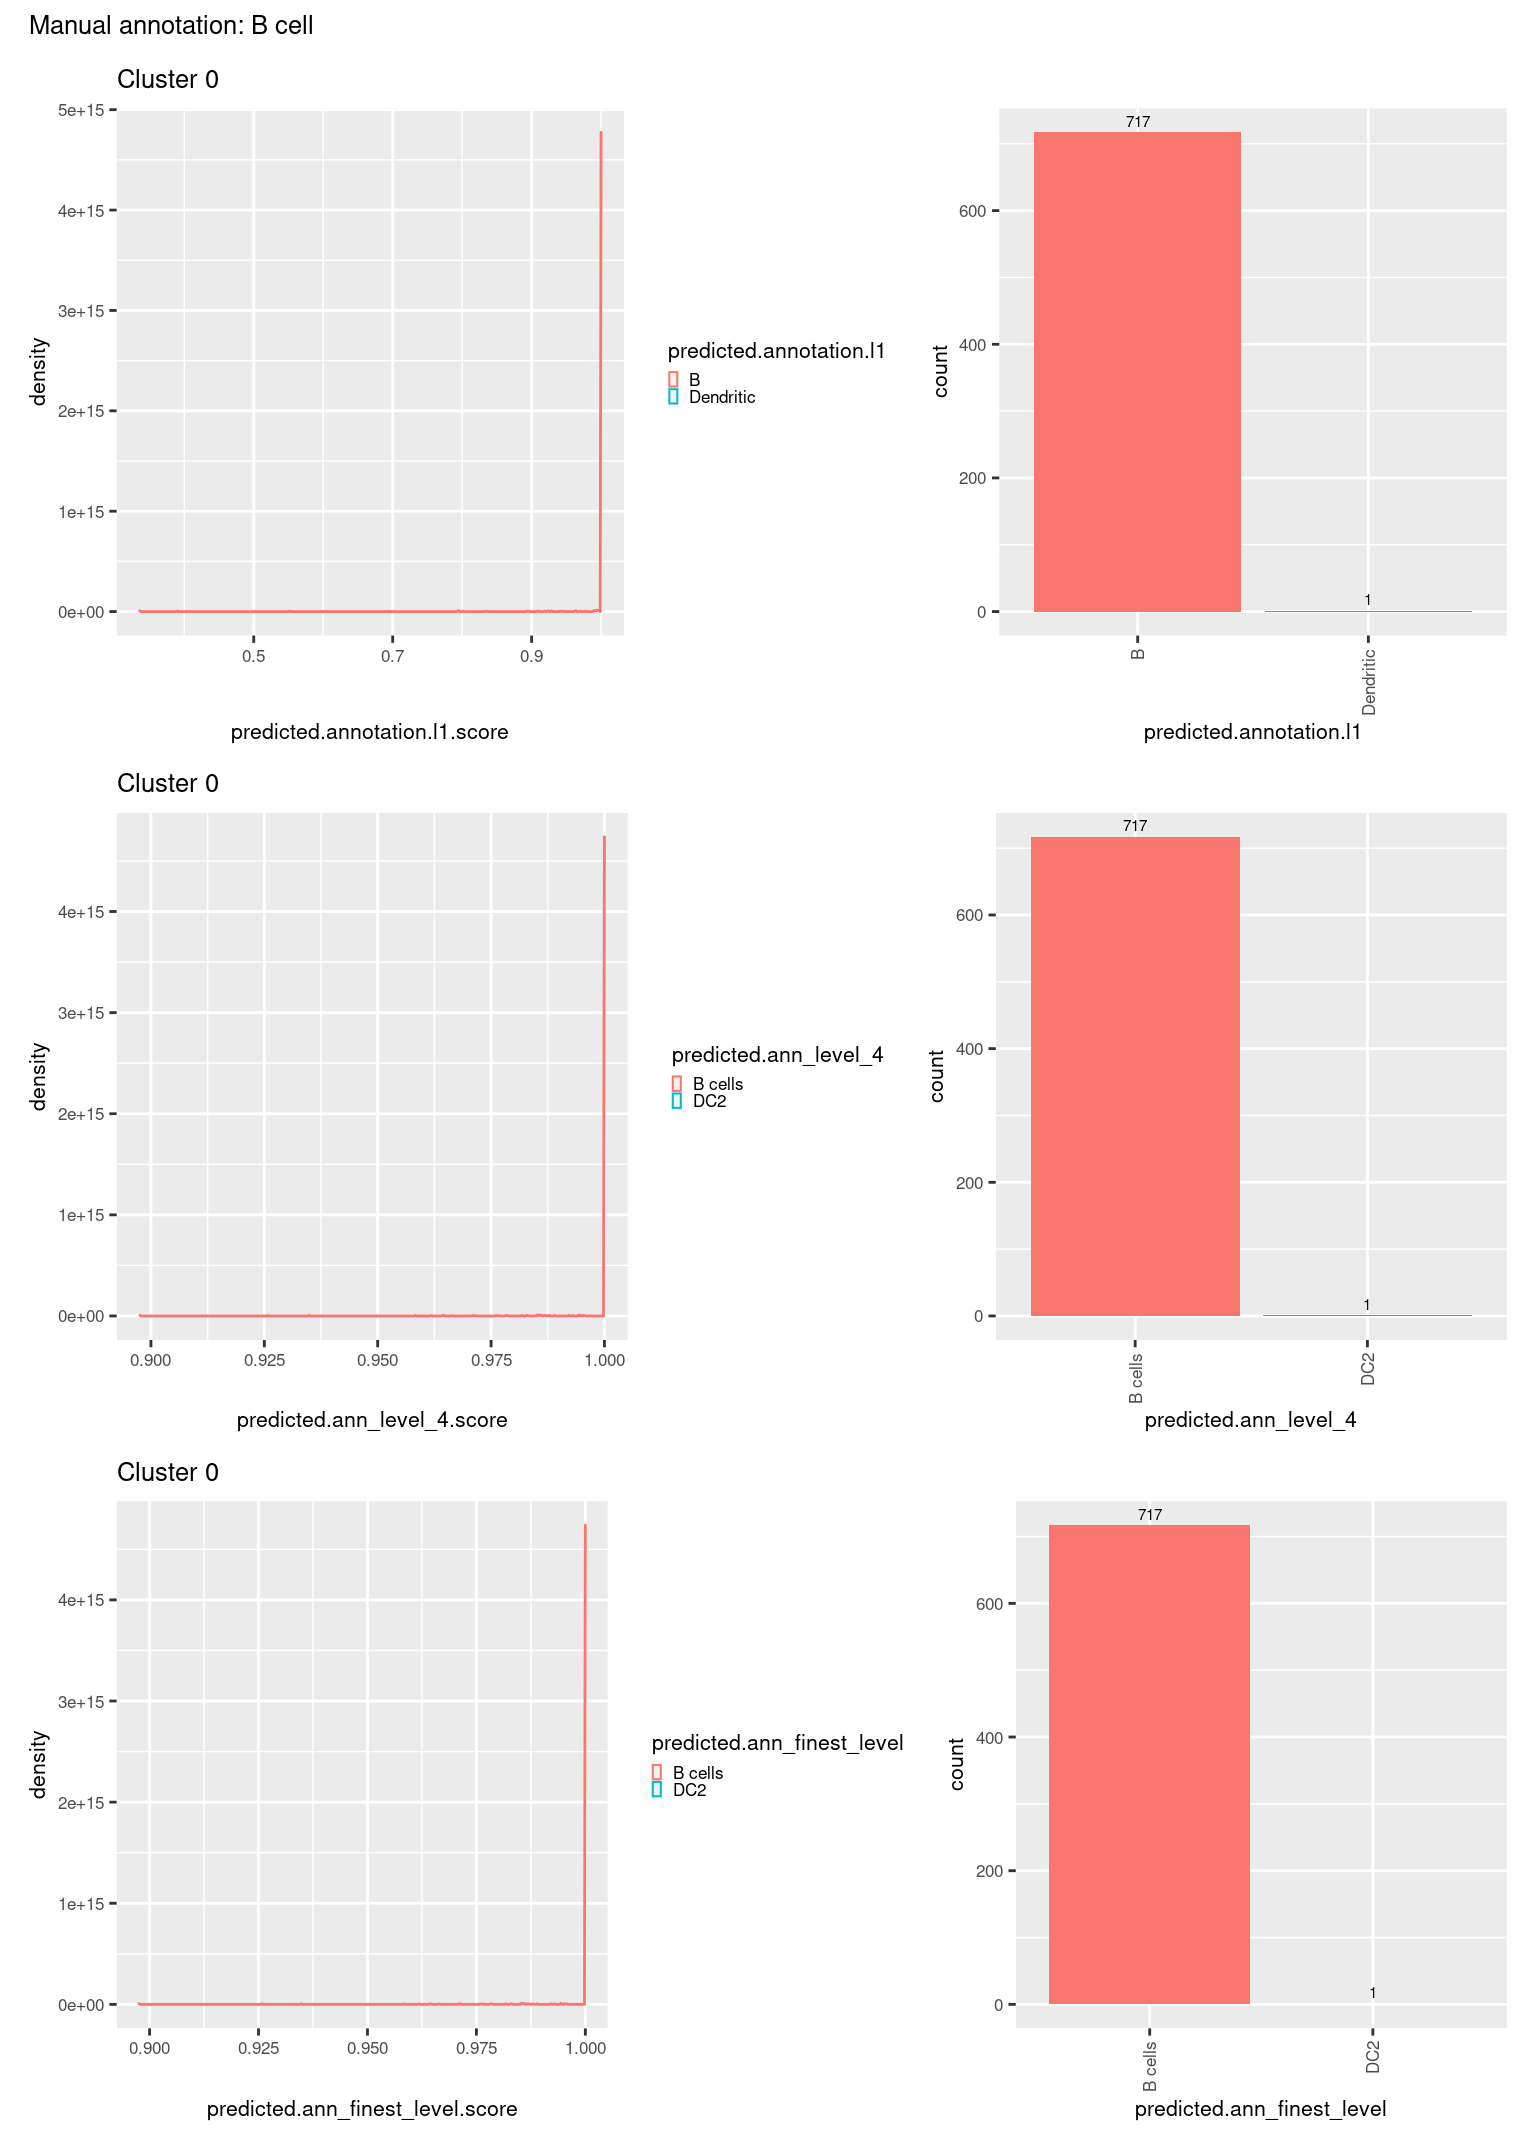 Manual annotation: B cell
Cluster 0
5e+15
4e+15
3e+15
2e+15
1e+15
0e+00
density
0.5 0.7 0.9
predicted.annotation.l1.score
predicted.annotation.l1
B
Dendritic
717
1
600
400
200
0
count
B
Dendritic
predicted.annotation.l1
Cluster 0
4e+15
3e+15
2e+15
1e+15
0e+00
density
0.900 0.925 0.950 0.975 1.000
predicted.ann_level_4.score
predicted.ann_level_4
B cells
DC2
717
1
600
400
200
0
count
B cells
DC2
predicted.ann_level_4
Cluster 0
4e+15
3e+15
2e+15
1e+15
0e+00
density
0.900 0.925 0.950 0.975 1.000
predicted.ann_finest_level.score
predicted.ann_finest_level
B cells
DC2
717
1
600
400
200
0
count
B cells
DC2
predicted.ann_finest_level